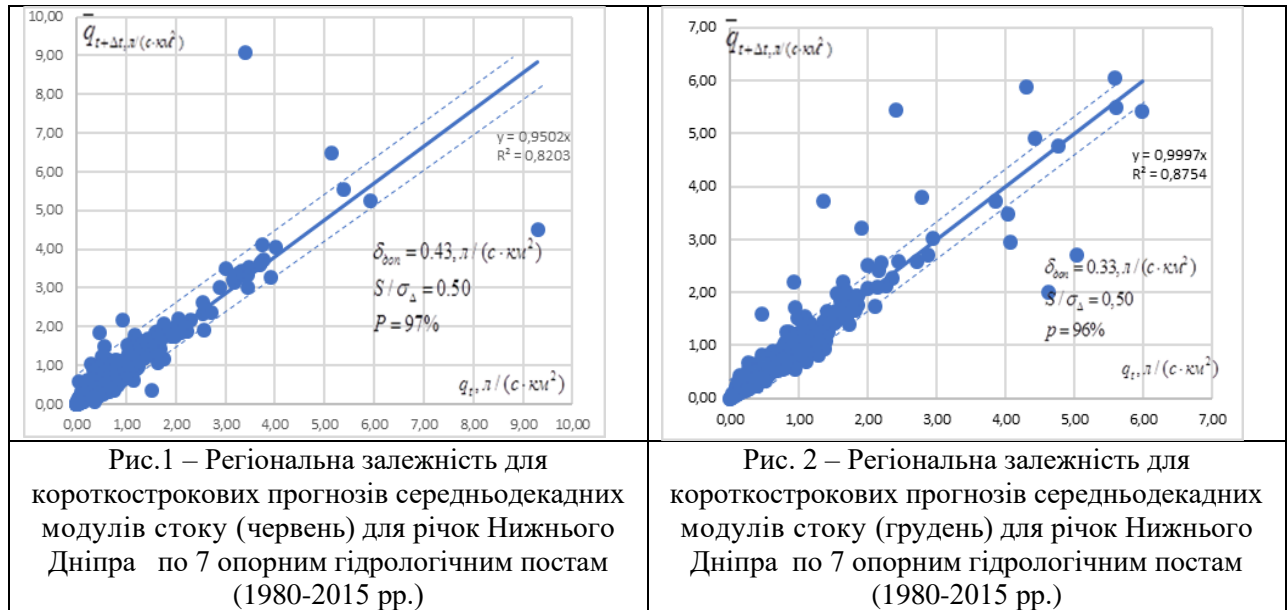 10,00
9,00
8,00
7,00
6,00
5,00
4,00
3,00
2,00
1,00
0,00
q̄ t+Δt, л/(с·км²)
y = 0,9502x
R² = 0,8203
δдоп = 0.43, л/(с·км²)
S/σΔ = 0.50
P = 97%
qt, л/(с·км²)
0,00 1,00 2,00 3,00 4,00 5,00 6,00 7,00 8,00 9,00 10,00
Рис.1 – Регіональна залежність для
короткострокових прогнозів середньодекадних
модулів стоку (червень) для річок Нижнього
Дніпра по 7 опорним гідрологічним постам
(1980-2015 рр.)
7,00
6,00
5,00
4,00
3,00
2,00
1,00
0,00
q̄ t+Δt, л/(с·км²)
y = 0,9997x
R² = 0,8754
δдоп = 0.33, л/(с·км²)
S/σΔ = 0,50
p = 96%
qt, л/(с·км²)
0,00 1,00 2,00 3,00 4,00 5,00 6,00 7,00
Рис. 2 – Регіональна залежність для
короткострокових прогнозів середньодекадних
модулів стоку (грудень) для річок Нижнього
Дніпра по 7 опорним гідрологічним постам
(1980-2015 рр.)